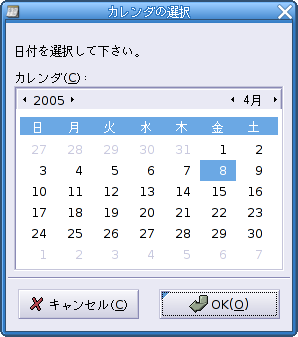 カレンダの選択
日付を選択して下さい。
カレンダ(C):
2005 4月
日 月 火 水 木 金 土
27 28 29 30 31 1 2
3 4 5 6 7 8 9
10 11 12 13 14 15 16
17 18 19 20 21 22 23
24 25 26 27 28 29 30
1 2 3 4 5 6 7
キャンセル(C) OK(O)